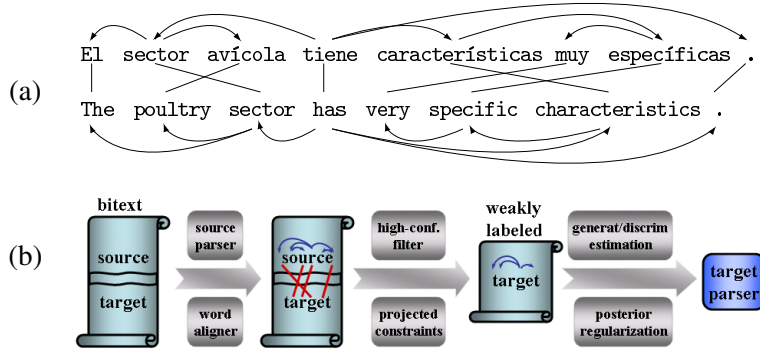 El sector avícola tiene características muy específicas .
(a)
The poultry sector has very specific characteristics .
(b)
bitext
source
target
source
parser
word
aligner
source
target
high-conf.
filter
projected
constraints
weakly
labeled
target
generat/discrim
estimation
posterior
regularization
target
parser